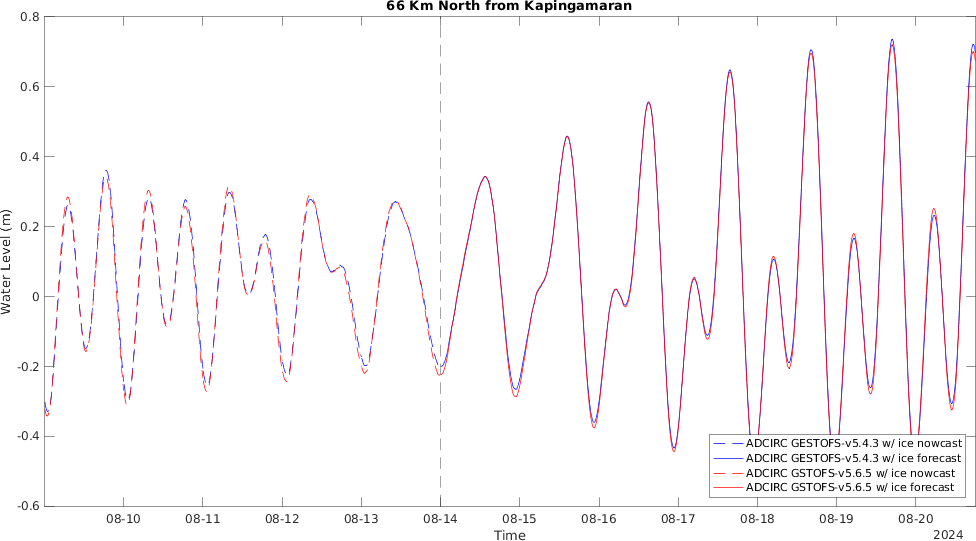 66 Km North from Kapingamaran
0.8
0.6
0.4
0.2
0
-0.2
-0.4
-0.6
Water Level (m)
ADCIRC GESTOFS-v5.4.3 w/ ice nowcast
ADCIRC GESTOFS-v5.4.3 w/ ice forecast
ADCIRC GSTOFS-v5.6.5 w/ ice nowcast
ADCIRC GSTOFS-v5.6.5 w/ ice forecast
08-10 08-11 08-12 08-13 08-14 08-15 08-16 08-17 08-18 08-19 08-20
Time
2024